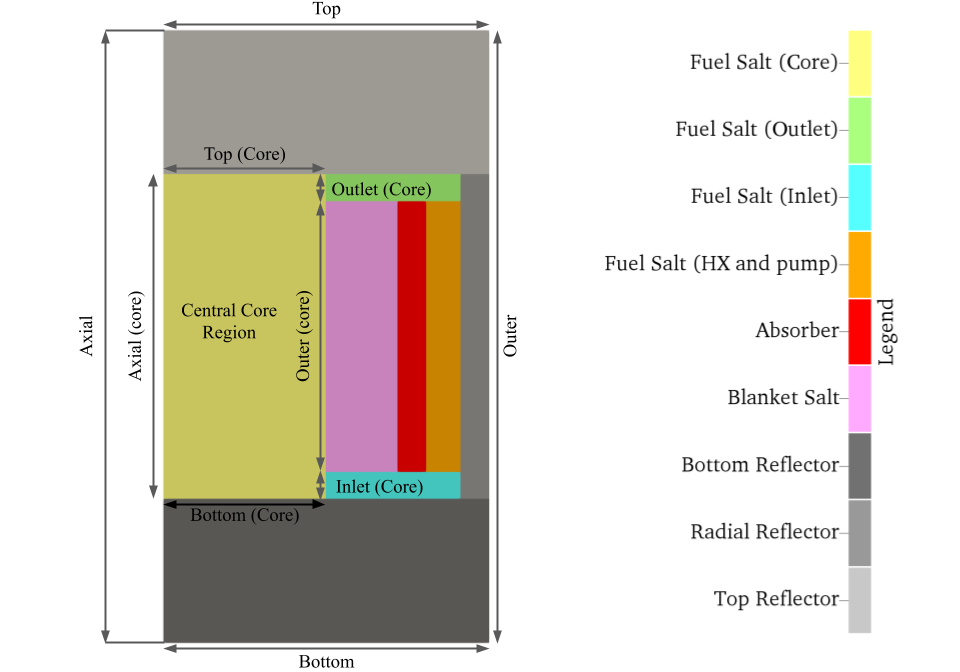 Top
Top (Core)
Outlet (Core)
Central Core
Region
Axial
Axial (core)
Outer (core)
Outer
Inlet (Core)
Bottom (Core)
Bottom
Fuel Salt (Core)
Fuel Salt (Outlet)
Fuel Salt (Inlet)
Fuel Salt (HX and pump)
Absorber
Blanket Salt
Bottom Reflector
Radial Reflector
Top Reflector
Legend